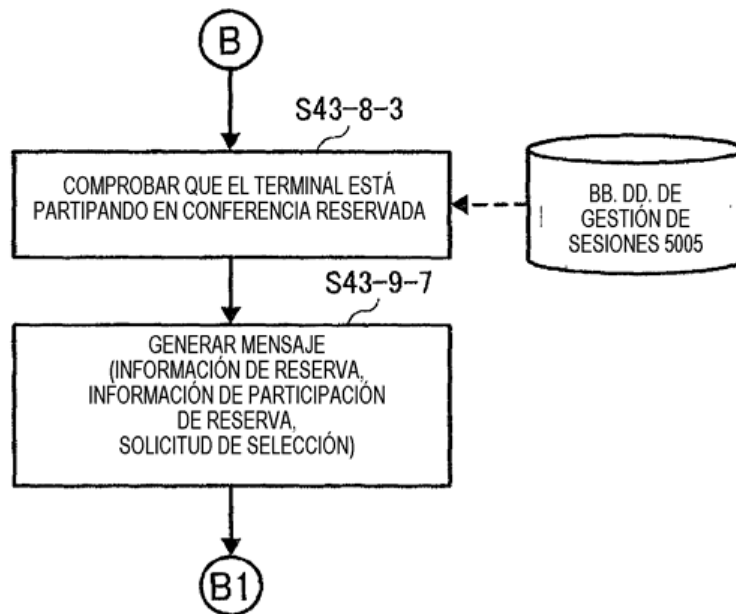 B
S43-8-3
COMPROBAR QUE EL TERMINAL ESTÁ
PARTIPANDO EN CONFERENCIA RESERVADA
BB. DD. DE
GESTIÓN DE
SESIONES 5005
S43-9-7
GENERAR MENSAJE
(INFORMACIÓN DE RESERVA,
INFORMACIÓN DE PARTICIPACIÓN
DE RESERVA,
SOLICITUD DE SELECCIÓN)
B1